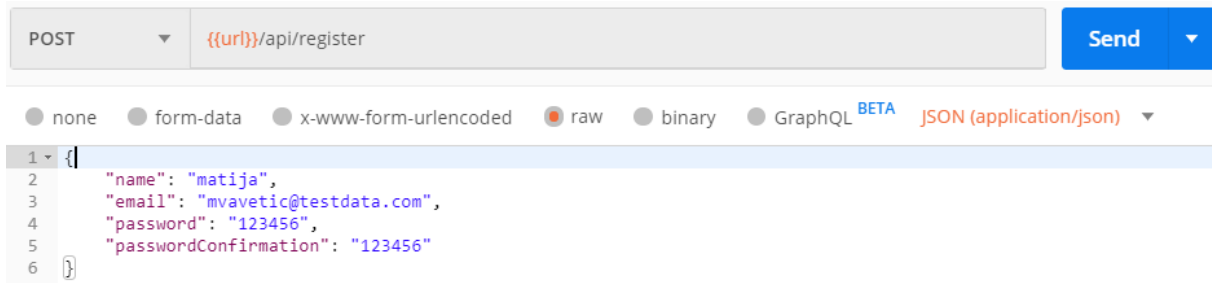 POST {{url}}/api/register Send
none form-data x-www-form-urlencoded raw binary GraphQL BETA JSON (application/json)
1 {
2 "name": "matija",
3 "email": "mvavetic@testdata.com",
4 "password": "123456",
5 "passwordConfirmation": "123456"
6 }